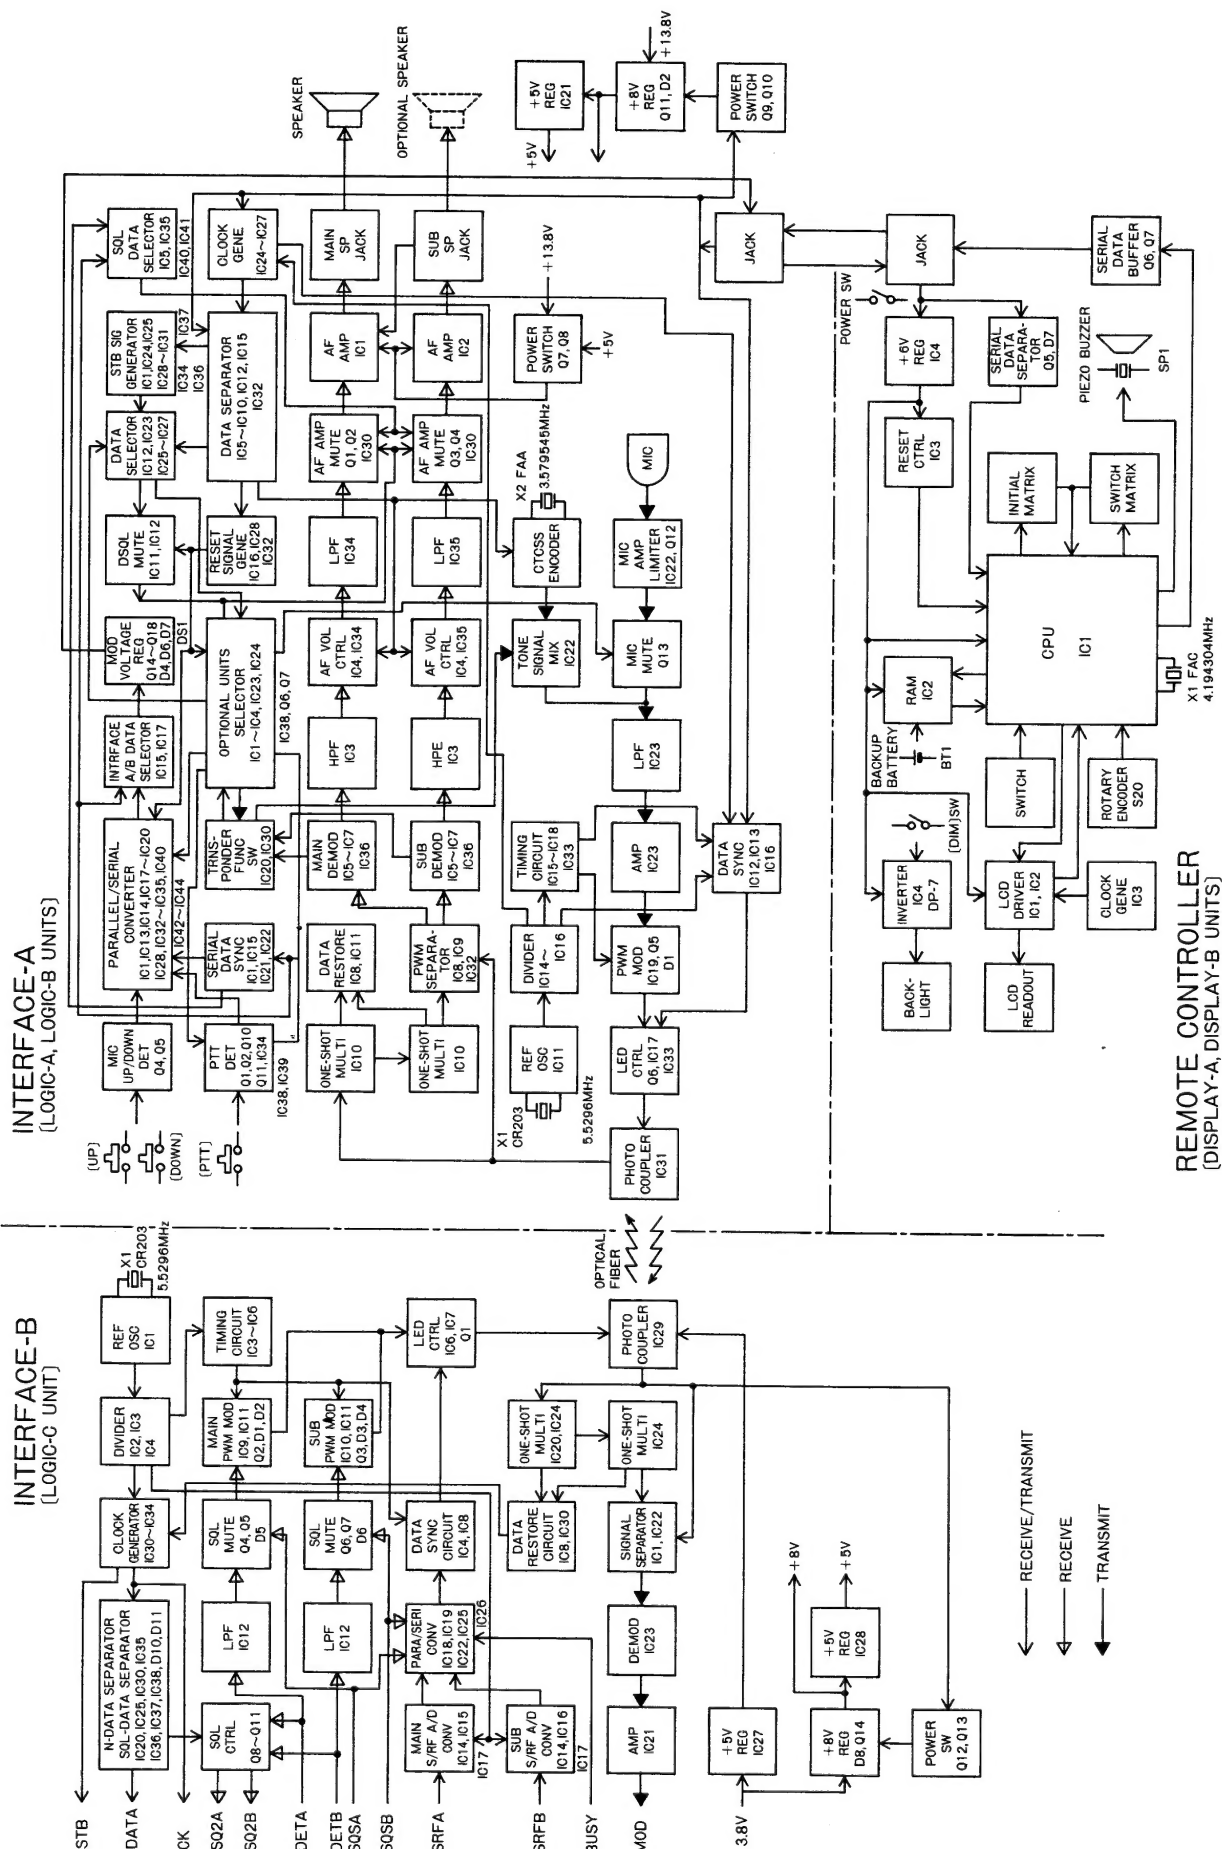 INTERFACE-A
(LOGIC-A, LOGIC-B UNITS)
(UP)
(DOWN)
(PTT)
MIC
UP/DOWN
DET
Q4, Q5
PTT
DET
Q1, Q2, Q10
Q11, IC34
IC38, IC39
PARALLEL/SERIAL
CONVERTER
IC1, IC13, IC14, IC17~IC20
IC28, IC32~IC35, IC40
IC42~IC44
SERIAL
DATA
SYNC
IC1, IC15
IC21, IC22
INTRFACE
A/B DATA
SELECTOR
IC15, IC17
MOD
VOLTAGE
REG
Q14~Q18
D4, D6, D7
DS1
DSQL
MUTE
IC11, IC12
DATA
SELECTOR
IC12, IC23
IC25~IC27
STB SIG
GENERATOR
IC1, IC24, IC25
IC28~IC31
IC34
IC36
IC37
SQL
DATA
SELECTOR
IC5, IC35
IC40, IC41
TRNS-
PONDER
FUNC
SW
IC20, IC30
OPTIONAL UNITS
SELECTOR
IC1~IC4, IC23, IC24
IC38, Q6, Q7
RESET
SIGNAL
GENE
IC16, IC28
IC32
DATA SEPARATOR
IC5~IC10, IC12, IC15
IC32
CLOCK
GENE
IC24~IC27
ONE-SHOT
MULTI
IC10
DATA
RESTORE
IC8, IC11
MAIN
DEMOD
IC5~IC7
IC36
HPF
IC3
AF VOL
CTRL
IC4, IC34
LPF
IC34
AF AMP
MUTE
Q1, Q2
IC30
AF
AMP
IC1
MAIN
SP
JACK
SPEAKER
ONE-SHOT
MULTI
IC10
PWM
SEPARA-
TOR
IC8, IC9
IC32
SUB
DEMOD
IC5~IC7
IC36
HPE
IC3
AF VOL
CTRL
IC4, IC35
LPF
IC35
AF AMP
MUTE
Q3, Q4
IC30
AF
AMP
IC2
SUB
SP
JACK
OPTIONAL SPEAKER
X1
CR203
5.5296MHz
REF
OSC
IC11
DIVIDER
IC14~
IC16
TIMING
CIRCUIT
IC15~IC18
IC33
TONE
SIGNAL
MIX
IC22
CTCSS
ENCODER
X2 FAA
3.579545MHz
POWER
SWITCH
Q7, Q8
+13.8V
+5V
+5V
REG
IC21
+5V
+8V
REG
Q11, D2
+13.8V
POWER
SWITCH
Q9, Q10
PHOTO
COUPLER
IC31
LED
CTRL
Q6, IC17
IC33
PWM
MOD
IC19, Q5
D1
AMP
IC23
LPF
IC23
MIC
MUTE
Q13
MIC
AMP
LIMITER
IC22, Q12
MIC
DATA
SYNC
IC12, IC13
IC16
JACK
REMOTE CONTROLLER
(DISPLAY-A, DISPLAY-B UNITS)
JACK
POWER SW
+6V
REG
IC4
SERIAL
DATA
SEPARA-
TOR
Q5, D7
SERIAL
DATA
BUFFER
Q6, Q7
PIEZO BUZZER
SP1
RESET
CTRL
IC3
INITIAL
MATRIX
SWITCH
MATRIX
CPU
IC1
X1 FAC
4.194304MHz
RAM
IC2
BACKUP
BATTERY
BT1
SWITCH
ROTARY
ENCODER
S20
(DIM)SW
INVERTER
IC4
DP-7
LCD
DRIVER
IC1, IC2
CLOCK
GENE
IC3
BACK-
LIGHT
LCD
READOUT
INTERFACE-B
(LOGIC-C UNIT)
X1
CR203
5.5296MHz
REF
OSC
IC1
DIVIDER
IC2, IC3
IC4
CLOCK
GENERATOR
IC30~IC34
N-DATA SEPARATOR
SQL-DATA SEPARATOR
IC20, IC25, IC30, IC35
IC36, IC37, IC38, D10, D11
STB
DATA
CK
TIMING
CIRCUIT
IC3~IC6
MAIN
PWM MOD
IC9, IC11
Q2, D1, D2
SQL
MUTE
Q4, Q5
D5
LPF
IC12
SQL
CTRL
Q8~Q11
SQ2A
SQ2B
DETA
SUB
PWM MOD
IC10, IC11
Q3, D3, D4
SQL
MUTE
Q6, Q7
D6
LPF
IC12
DETB
SQSA
SQSB
LED
CTRL
IC6, IC7
Q1
DATA
SYNC
CIRCUIT
IC4, IC8
PARA/SERI
CONV
IC18, IC19
IC22, IC25
IC26
MAIN
S/RF A/D
CONV
IC14, IC15
IC17
SRFA
SUB
S/RF A/D
CONV
IC14, IC16
IC17
SRFB
BUSY
OPTICAL
FIBER
PHOTO
COUPLER
IC29
ONE-SHOT
MULTI
IC20, IC24
ONE-SHOT
MULTI
IC24
DATA
RESTORE
CIRCUIT
IC8, IC30
SIGNAL
SEPARATOR
IC1, IC22
DEMOD
IC23
AMP
IC21
MOD
+5V
REG
IC27
3.8V
+8V
REG
D8, Q14
+5V
REG
IC28
+8V
+5V
POWER
SW
Q12, Q13
RECEIVE/TRANSMIT
RECEIVE
TRANSMIT